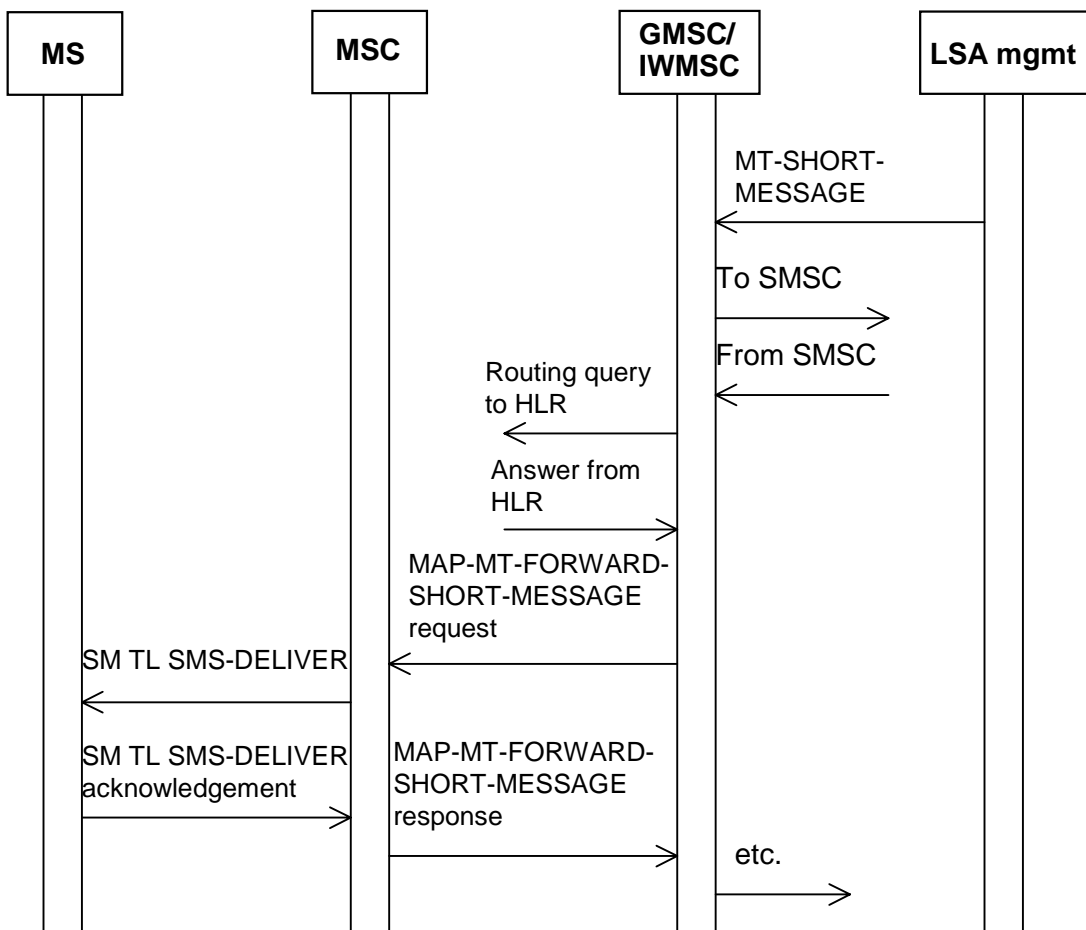 MS
MSC
GMSC/
IWMSC
LSA mgmt
MT-SHORT-
MESSAGE
To SMSC
From SMSC
Routing query
to HLR
Answer from
HLR
MAP-MT-FORWARD-
SHORT-MESSAGE
request
SM TL SMS-DELIVER
SM TL SMS-DELIVER
acknowledgement
MAP-MT-FORWARD-
SHORT-MESSAGE
response
etc.